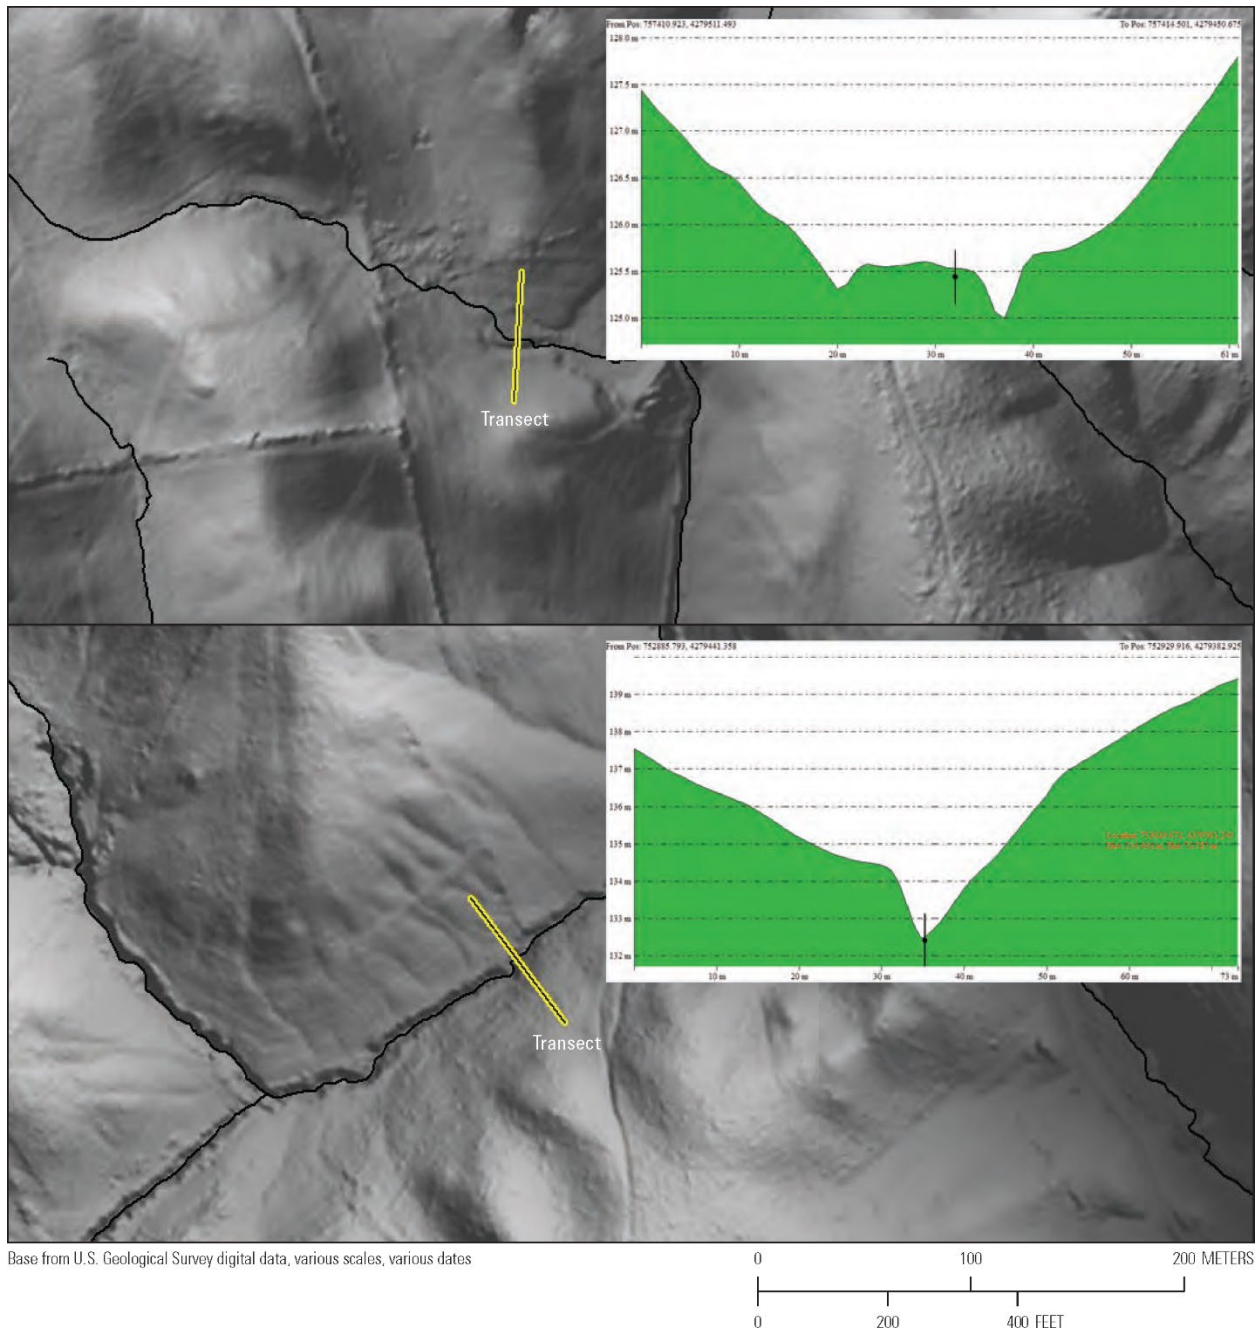 From Pos: 757410.923, 4279511.493 To Pos: 757414.501, 4279450.675
128.0 m
127.5 m
127.0 m
126.5 m
126.0 m
125.5 m
125.0 m
10 m 20 m 30 m 40 m 50 m 61 m
Transect
From Pos: 752885.793, 4279441.358 To Pos: 752929.916, 4279382.925
139 m
138 m
137 m
136 m
135 m
134 m
133 m
132 m
10 m 20 m 30 m 40 m 50 m 60 m 73 m
Transect
Base from U.S. Geological Survey digital data, various scales, various dates
0 100 200 METERS
0 200 400 FEET